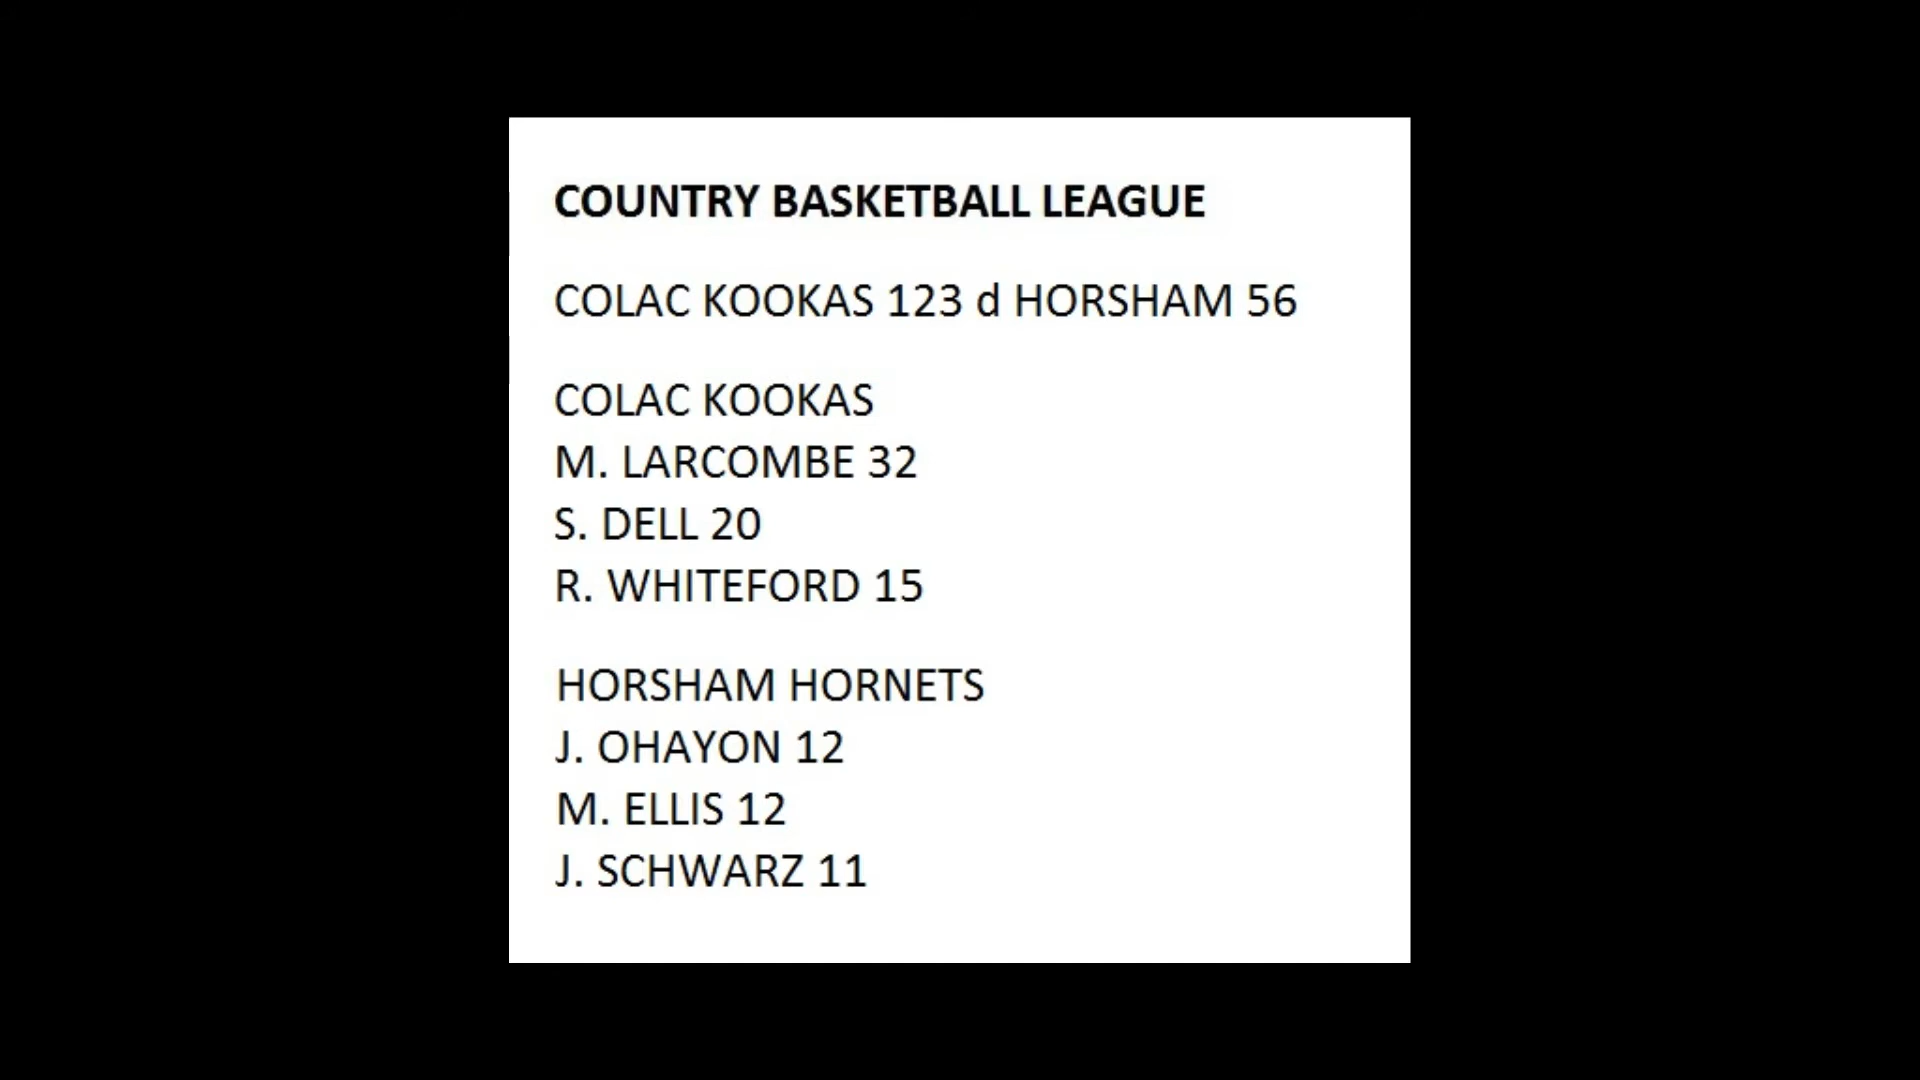 COUNTRY BASKETBALL LEAGUE
COLAC KOOKAS 123 d HORSHAM 56
COLAC KOOKAS
M. LARCOMBE 32
S. DELL 20
R. WHITEFORD 15
HORSHAM HORNETS
J. OHAYON 12
M. ELLIS 12
J. SCHWARZ 11